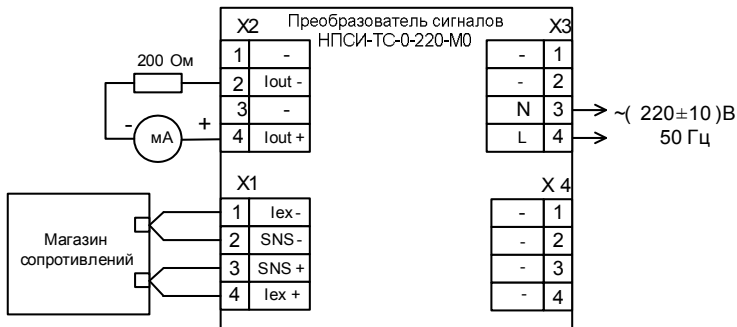 Преобразователь сигналов
НПСИ-ТС-0-220-М0
X2
1 -
2 Iout -
3 -
4 Iout +
200 Ом
- мА +
X3
- 1
- 2
N 3
L 4
~( 220±10 )В
50 Гц
X1
1 Iex -
2 SNS -
3 SNS +
4 Iex +
Магазин
сопротивлений
X 4
- 1
- 2
- 3
- 4